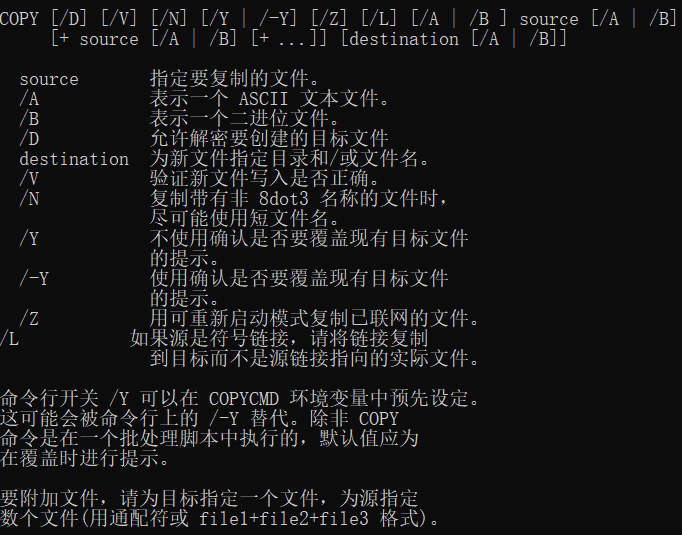 COPY [/D] [/V] [/N] [/Y | /-Y] [/Z] [/L] [/A | /B ] source [/A | /B]
[+ source [/A | /B] [+ ...]] [destination [/A | /B]]
source 指定要复制的文件。
/A 表示一个 ASCII 文本文件。
/B 表示一个二进位文件。
/D 允许解密要创建的目标文件
destination 为新文件指定目录和/或文件名。
/V 验证新文件写入是否正确。
/N 复制带有非 8dot3 名称的文件时，
尽可能使用短文件名。
/Y 不使用确认是否要覆盖现有目标文件
的提示。
/-Y 使用确认是否要覆盖现有目标文件
的提示。
/Z 用可重新启动模式复制已联网的文件。
/L 如果源是符号链接，请将链接复制
到目标而不是源链接指向的实际文件。
命令行开关 /Y 可以在 COPYCMD 环境变量中预先设定。
这可能会被命令行上的 /-Y 替代。除非 COPY
命令是在一个批处理脚本中执行的，默认值应为
在覆盖时进行提示。
要附加文件，请为目标指定一个文件，为源指定
数个文件(用通配符或 file1+file2+file3 格式)。